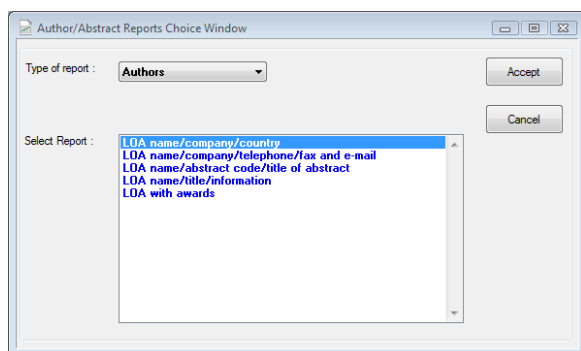 Author/Abstract Reports Choice Window
Type of report :
Authors
Accept
Cancel
Select Report :
LOA name/company/country
LOA name/company/telephone/fax and e-mail
LOA name/abstract code/title of abstract
LOA name/title/information
LOA with awards